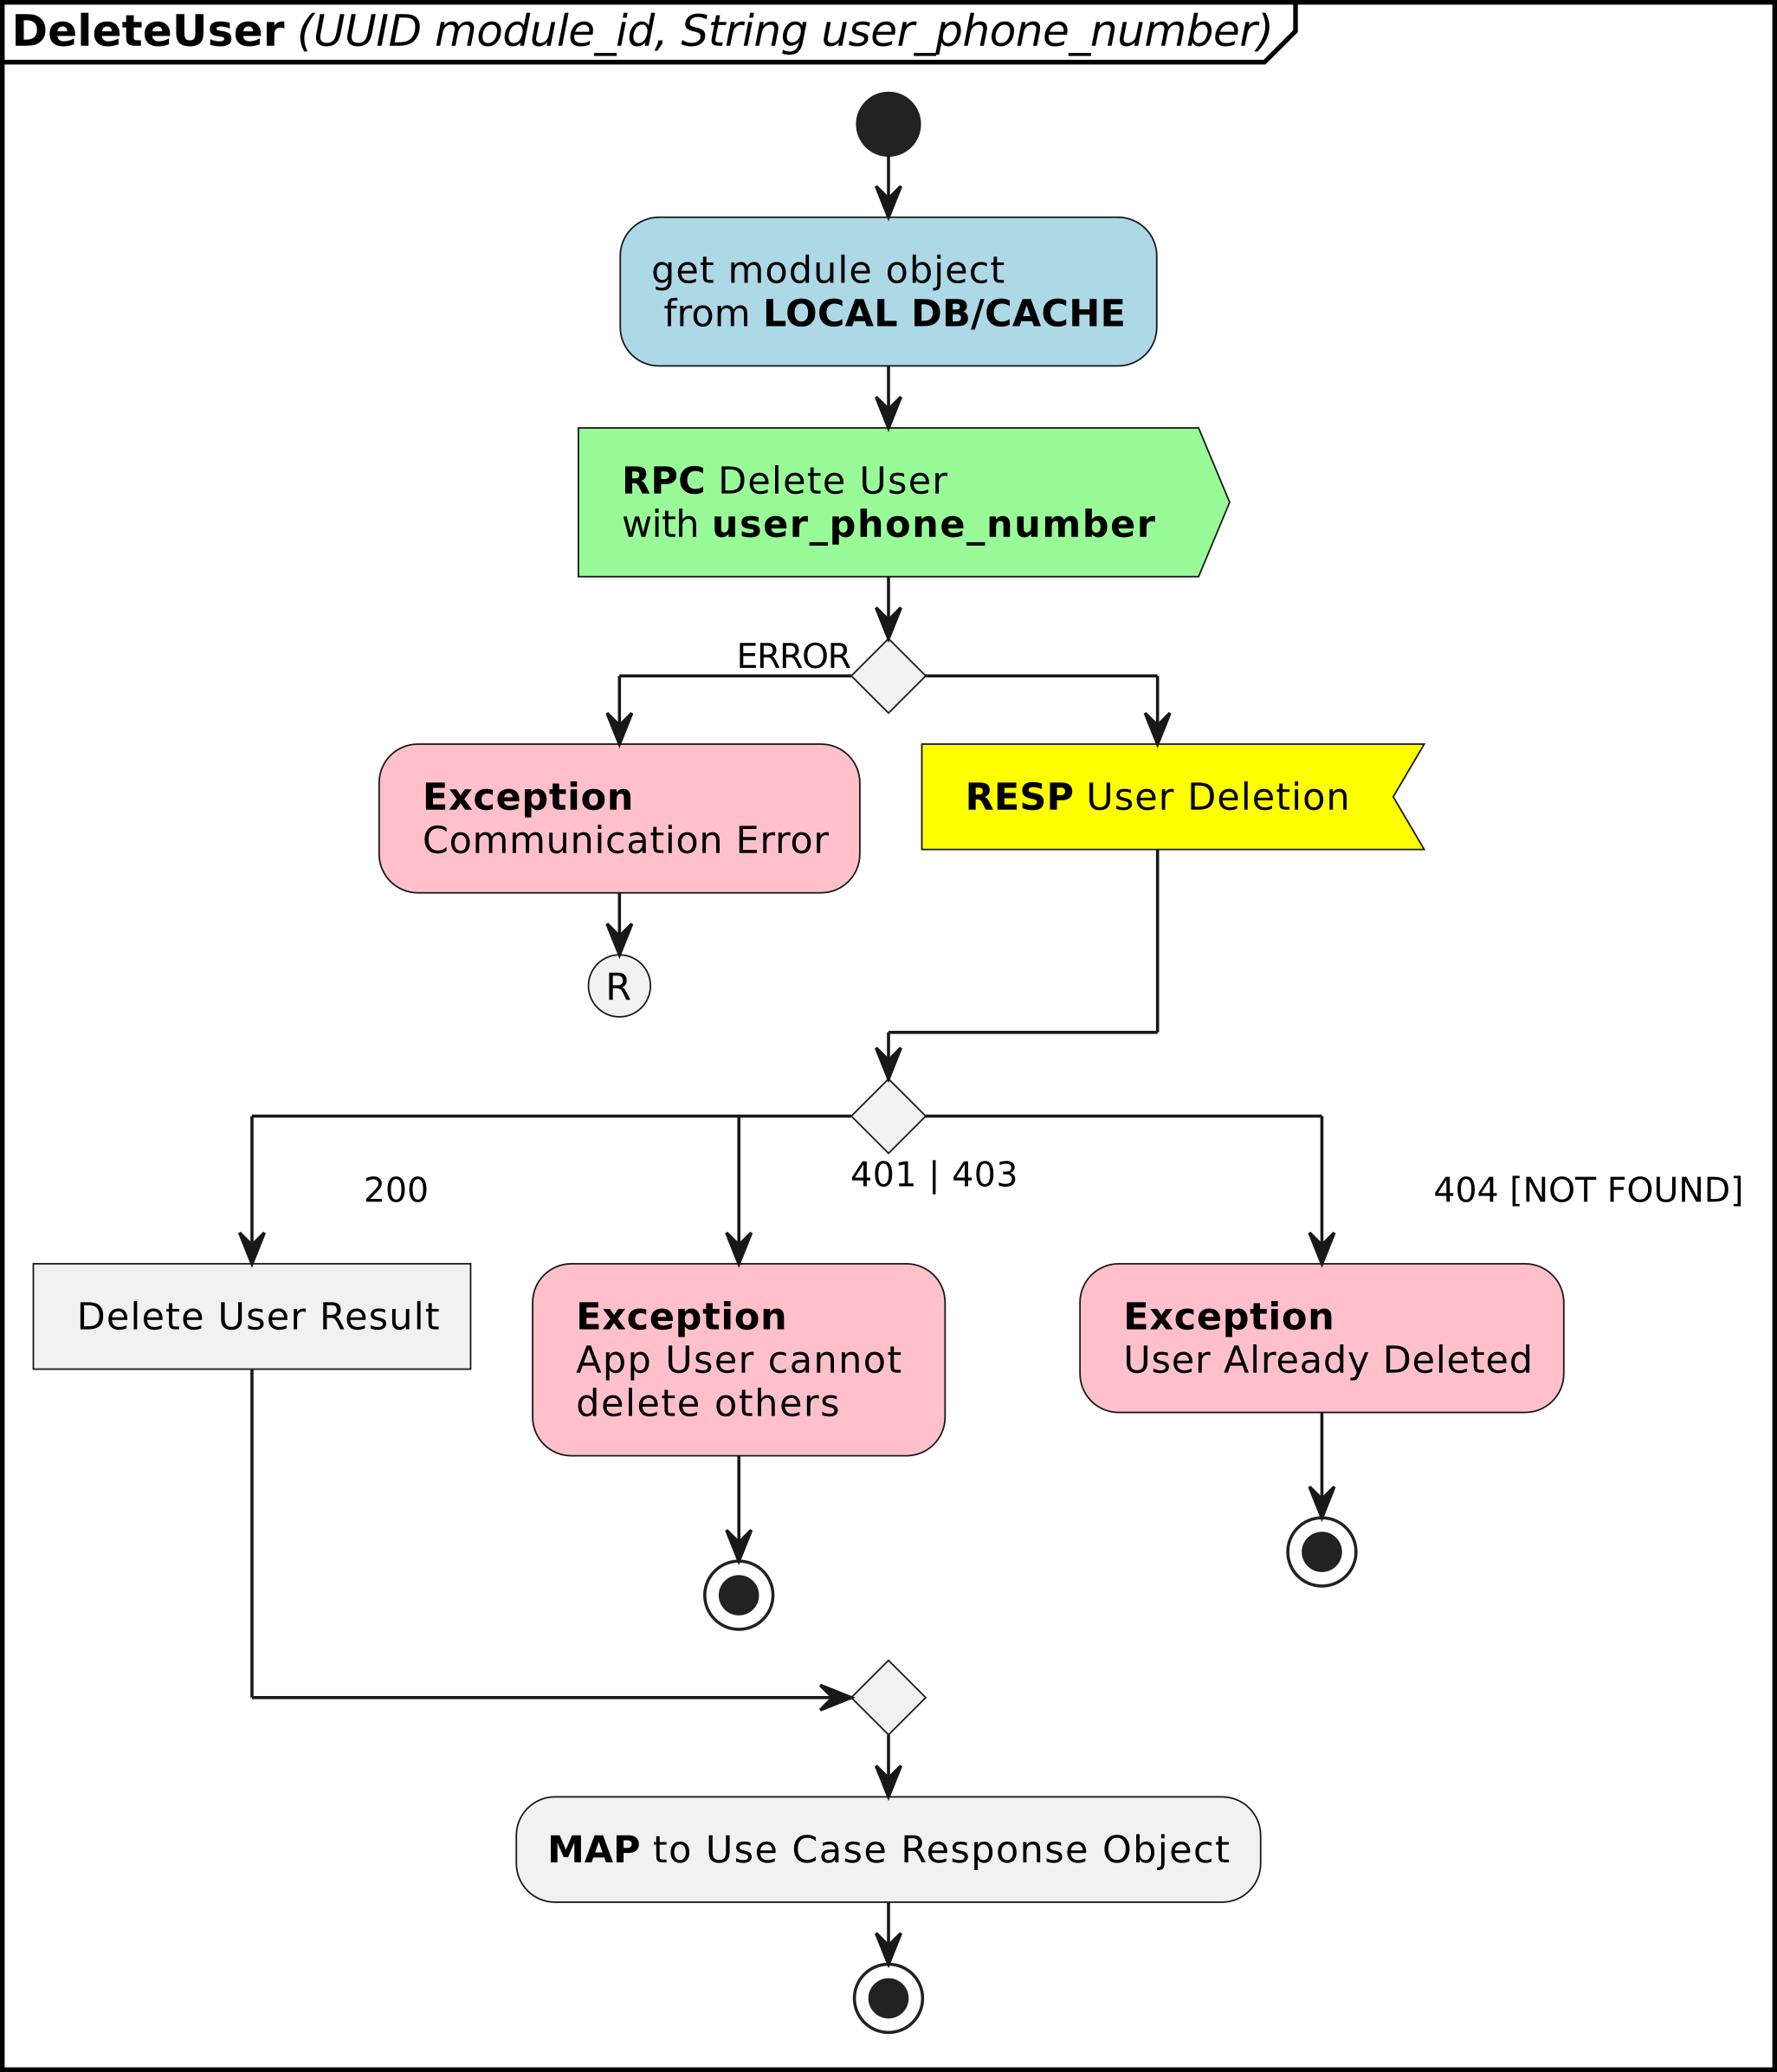 DeleteUser (UUID module_id, String user_phone_number)
get module object
from LOCAL DB/CACHE
RPC Delete User
with user_phone_number
ERROR
Exception
Communication Error
RESP User Deletion
R
200
401 | 403
404 [NOT FOUND]
Delete User Result
Exception
App User cannot
delete others
Exception
User Already Deleted
MAP to Use Case Response Object